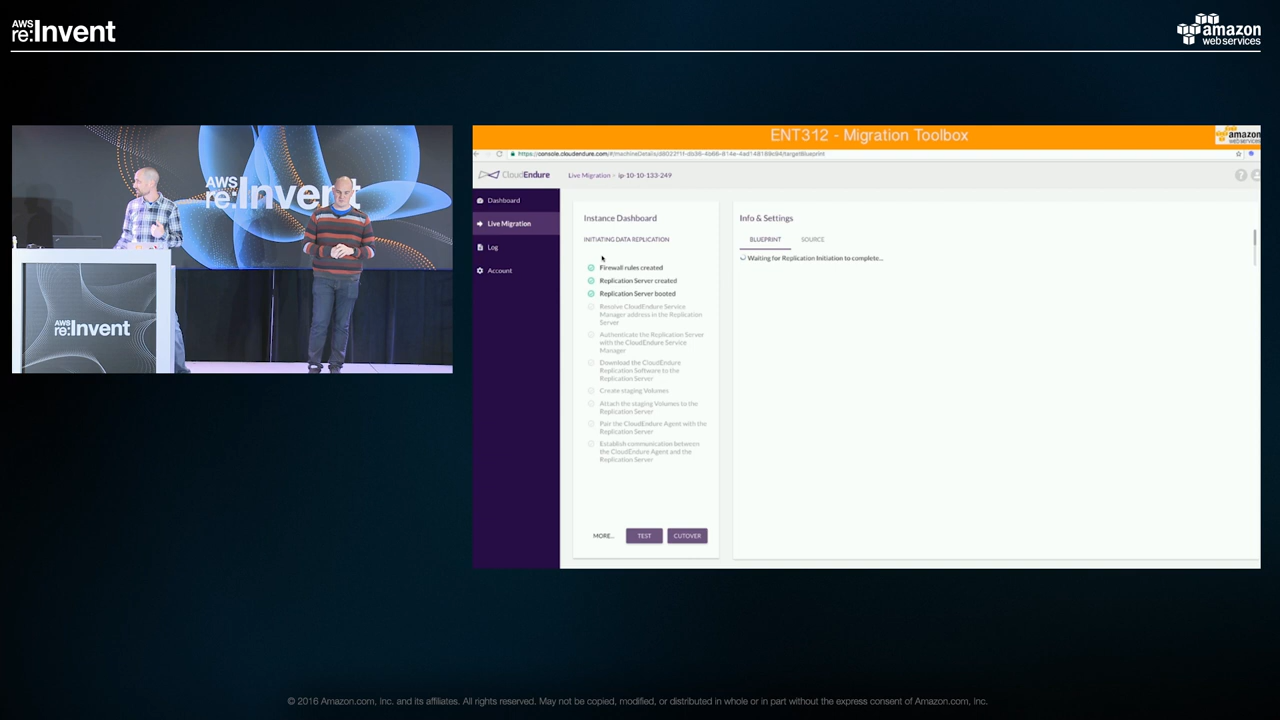 AWS
re:Invent
amazon
web services
AWS
re:Invent
AWS
re:Invent
ENT312 - Migration Toolbox
amazon
web services
CloudEndure
Live Migration › ip-10-10-133-249
Dashboard
Live Migration
Log
Account
Instance Dashboard
INITIATING DATA REPLICATION
Firewall rules created
Replication Server created
Replication Server booted
Resolve CloudEndure Service
Manager address in the Replication
Server
Authenticate the Replication Server
with the CloudEndure Service
Manager
Download the CloudEndure
Replication Software to the
Replication Server
Create staging Volumes
Attach the staging Volumes to the
Replication Server
Pair the CloudEndure Agent with the
Replication Server
Establish communication between
the CloudEndure Agent and the
Replication Server
MORE...
TEST
CUTOVER
Info & Settings
BLUEPRINT
SOURCE
Waiting for Replication Initiation to complete...
© 2016 Amazon.com, Inc. and its affiliates. All rights reserved. May not be copied, modified, or distributed in whole or in part without the express consent of Amazon.com, Inc.